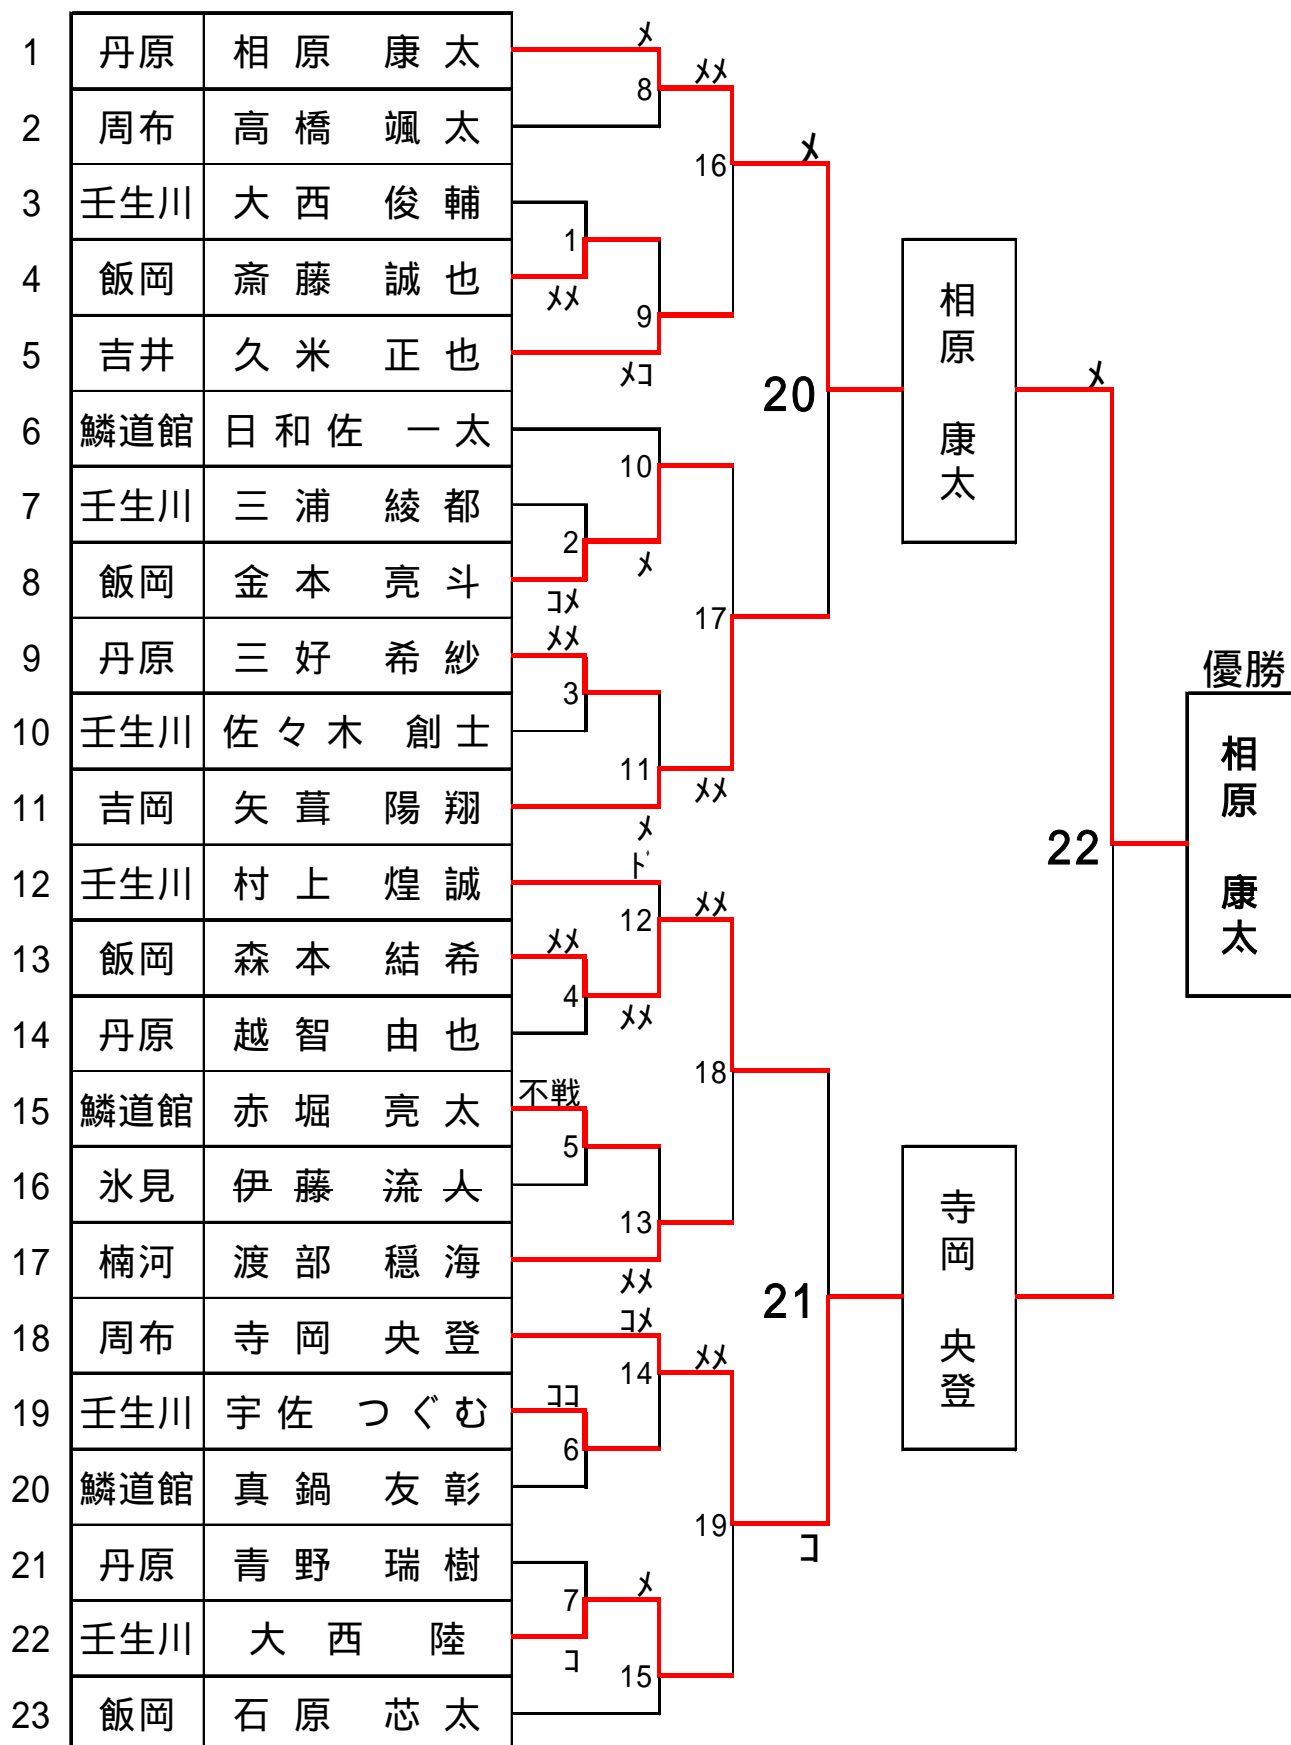 1 丹原 相原 康太
2 周布 高橋 颯太
3 壬生川 大西 俊輔
4 飯岡 斎藤 誠也
5 吉井 久米 正也
6 鱗道館 日和佐 一太
7 壬生川 三浦 綾都
8 飯岡 金本 亮斗
9 丹原 三好 希紗
10 壬生川 佐々木 創士
11 吉岡 矢葺 陽翔
12 壬生川 村上 煌誠
13 飯岡 森本 結希
14 丹原 越智 由也
15 鱗道館 赤堀 亮太
16 氷見 伊藤 流人
17 楠河 渡部 穏海
18 周布 寺岡 央登
19 壬生川 宇佐 つぐむ
20 鱗道館 真鍋 友彰
21 丹原 青野 瑞樹
22 壬生川 大西 陸
23 飯岡 石原 芯太
1
ﾒﾒ
2
ｺﾒ
ﾒﾒ
3
ﾒﾒ
4
不戦
5
ｺｺ
6
7
ｺ
ﾒ
8
9
ﾒｺ
10
ﾒ
11
ﾒ
ﾄﾞ
12
ﾒﾒ
13
ﾒﾒ
ｺﾒ
14
ﾒ
15
ﾒﾒ
16
17
ﾒﾒ
ﾒﾒ
18
ﾒﾒ
19
ﾒ
20
21
ｺ
相原 康太
寺岡 央登
ﾒ
22
優勝
相原 康太